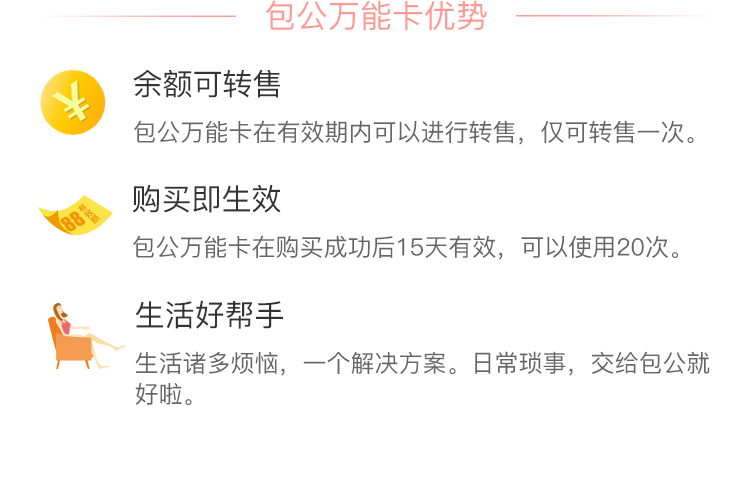 包公万能卡优势
余额可转售
包公万能卡在有效期内可以进行转售，仅可转售一次。
购买即生效
88
有效期
包公万能卡在购买成功后15天有效，可以使用20次。
生活好帮手
生活诸多烦恼，一个解决方案。日常琐事，交给包公就
好啦。